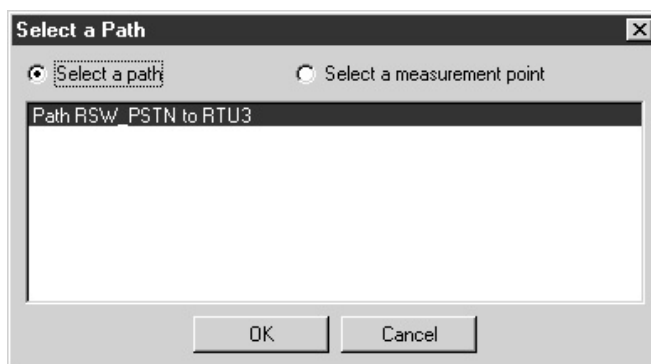 Select a Path
Select a path Select a measurement point
Path RSW_PSTN to RTU3
OK Cancel